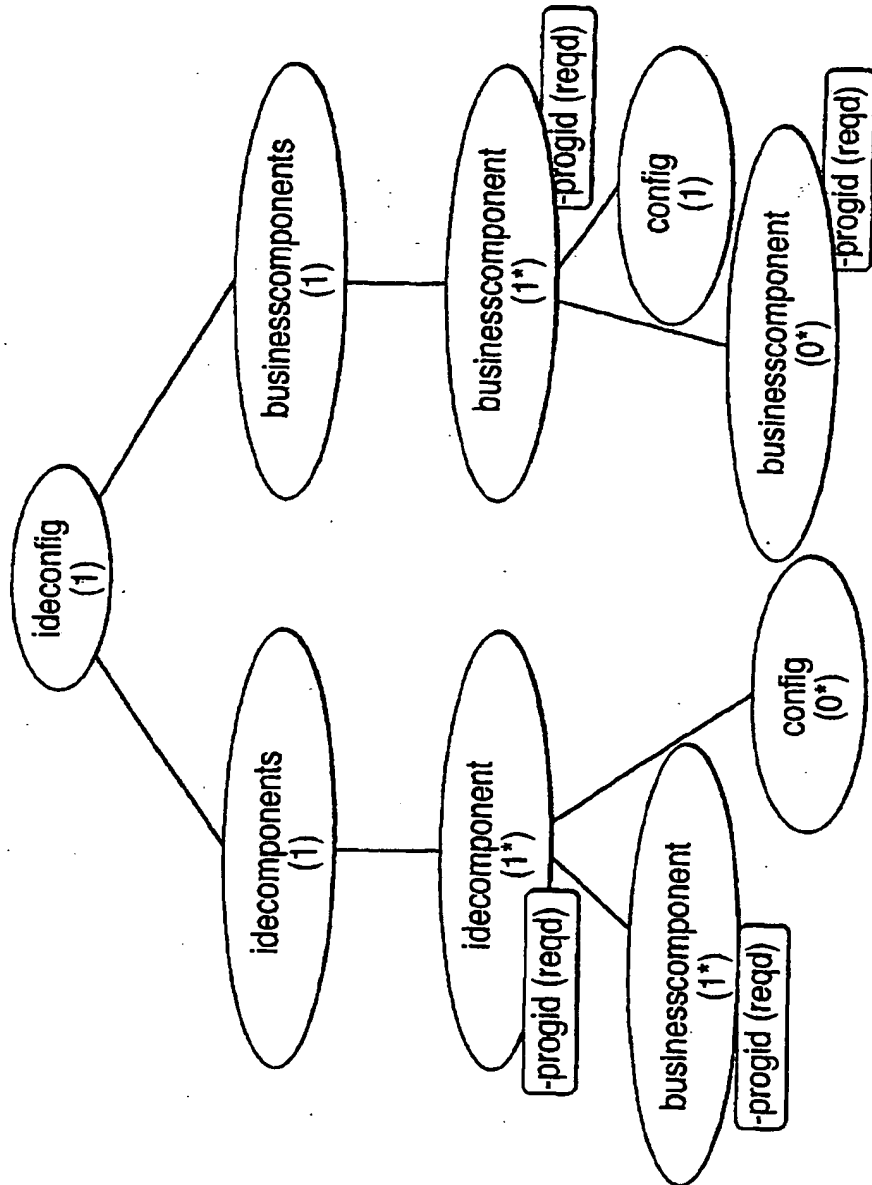 ideconfig
(1)
idecomponents
(1)
businesscomponents
(1)
idecomponent
(1*)
-progid (reqd)
businesscomponent
(1*)
-progid (reqd)
businesscomponent
(1*)
-progid (reqd)
config
(0*)
config
(1)
businesscomponent
(0*)
-progid (reqd)